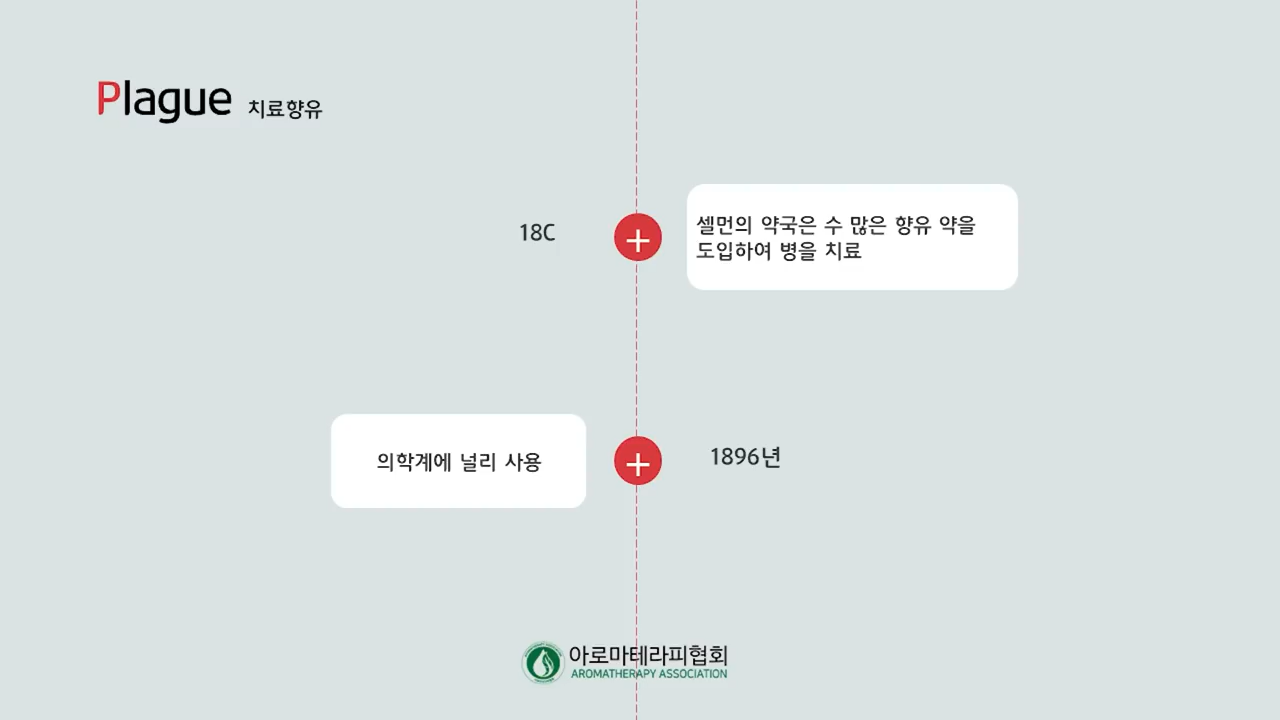 Plague 치료향유
18C
셀먼의 약국은 수 많은 향유 약을
도입하여 병을 치료
의학계에 널리 사용
1896년
아로마테라피협회
AROMATHERAPY ASSOCIATION